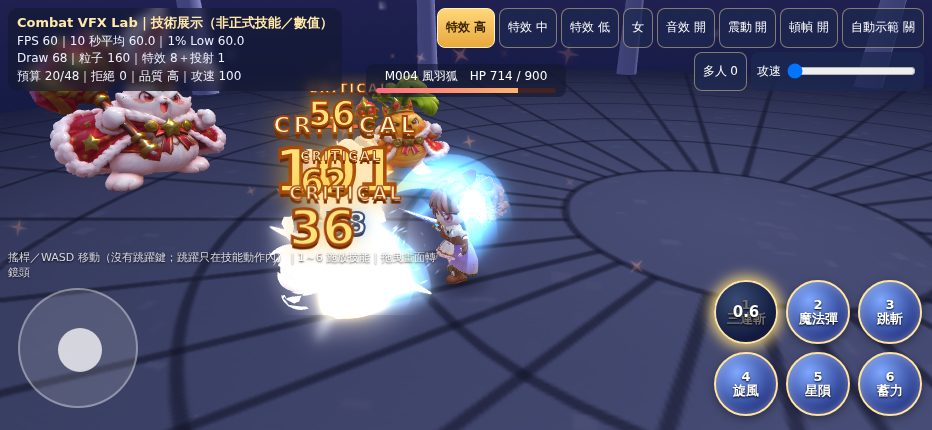 Combat VFX Lab｜技術展示（非正式技能／數值）
FPS 60｜10 秒平均 60.0｜1% Low 60.0
Draw 68｜粒子 160｜特效 8＋投射 1
預算 20/48｜拒絕 0｜品質 高｜攻速 100
特效 高
特效 中
特效 低
女
音效 開
震動 開
頓幀 開
自動示範 關
多人 0
攻速
M004 風羽狐 HP 714 / 900
CRITICAL
56
CRITICAL
101
CRITICAL
62
CRITICAL
36
搖桿／WASD 移動（沒有跳躍鍵；跳躍只在技能動作內）｜1～6 施放技能｜拖曳畫面轉
鏡頭
1
0.6
三連斬
2
魔法彈
3
跳斬
4
旋風
5
星隕
6
蓄力